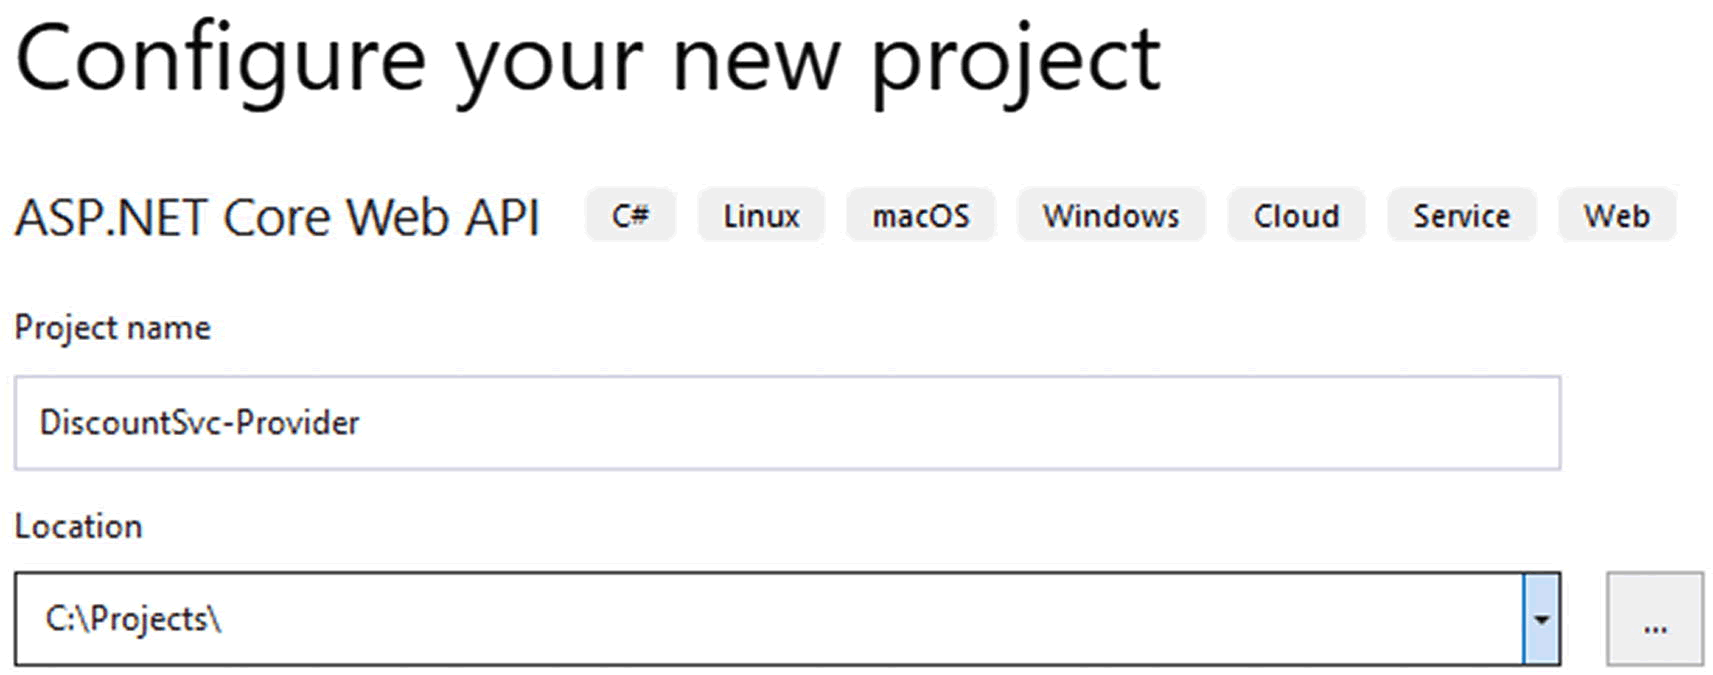 Configure your new project
ASP.NET Core Web API C# Linux macOS Windows Cloud Service Web
Project name
DiscountSvc-Provider
Location
C:\Projects\ ...